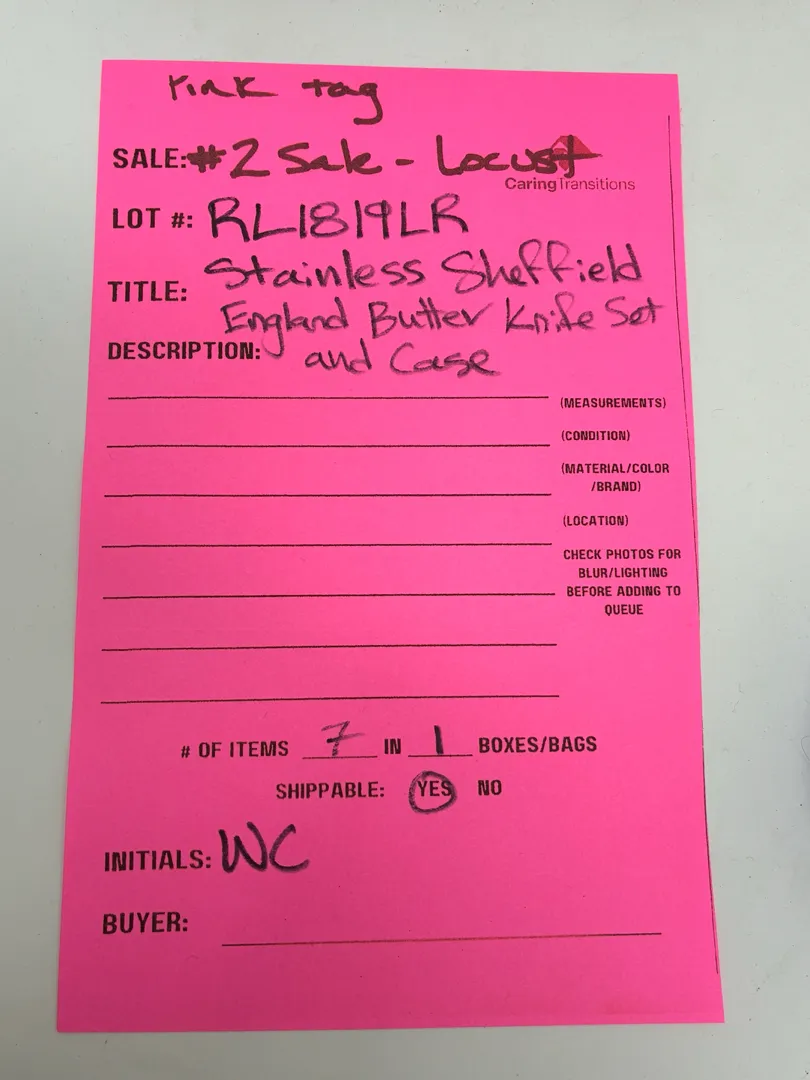 Pink tag
SALE: #2 Sale - Locust
CaringTransitions
LOT #: RL1819LR
TITLE: Stainless Sheffield
England Butter Knife Set
DESCRIPTION: and Case
(MEASUREMENTS)
(CONDITION)
(MATERIAL/COLOR
/BRAND)
(LOCATION)
CHECK PHOTOS FOR
BLUR/LIGHTING
BEFORE ADDING TO
QUEUE
# OF ITEMS 7 IN 1 BOXES/BAGS
SHIPPABLE: YES NO
INITIALS: WC
BUYER: